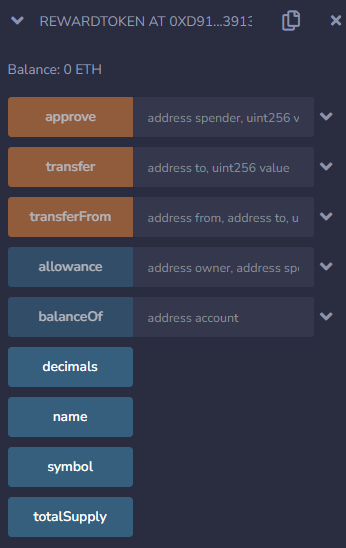 REWARDTOKEN AT 0XD91...3913
Balance: 0 ETH
approve address spender, uint256 v
transfer address to, uint256 value
transferFrom address from, address to, u
allowance address owner, address spe
balanceOf address account
decimals
name
symbol
totalSupply